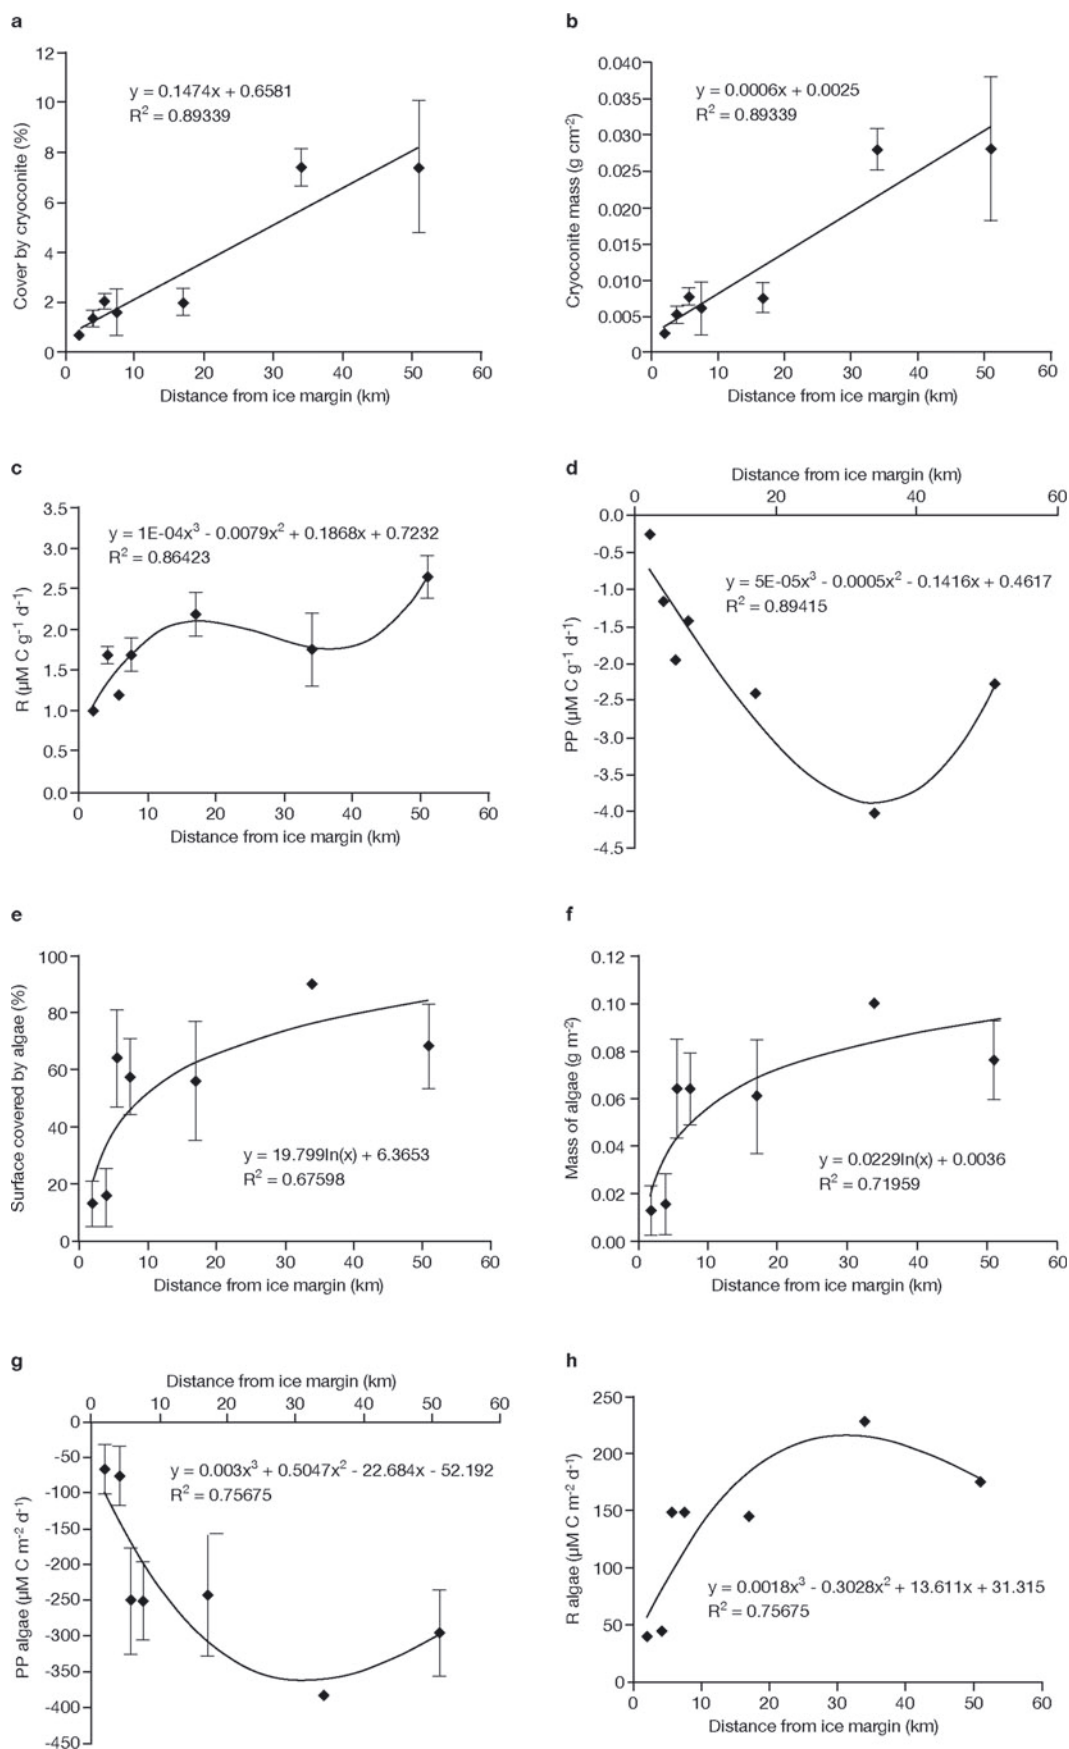 a
12
10
8
6
4
2
0
Cover by cryoconite (%)
y = 0.1474x + 0.6581
R² = 0.89339
0 10 20 30 40 50 60
Distance from ice margin (km)
b
0.040
0.035
0.030
0.025
0.020
0.015
0.010
0.005
0
Cryoconite mass (g cm⁻²)
y = 0.0006x + 0.0025
R² = 0.89339
0 10 20 30 40 50 60
Distance from ice margin (km)
c
3.5
3.0
2.5
2.0
1.5
1.0
0.5
0.0
R (µM C g⁻¹ d⁻¹)
y = 1E-04x³ - 0.0079x² + 0.1868x + 0.7232
R² = 0.86423
0 10 20 30 40 50 60
Distance from ice margin (km)
d
Distance from ice margin (km)
0 20 40 60
0.0
-0.5
-1.0
-1.5
-2.0
-2.5
-3.0
-3.5
-4.0
-4.5
PP (µM C g⁻¹ d⁻¹)
y = 5E-05x³ - 0.0005x² - 0.1416x + 0.4617
R² = 0.89415
e
100
80
60
40
20
0
Surface covered by algae (%)
y = 19.799ln(x) + 6.3653
R² = 0.67598
0 10 20 30 40 50 60
Distance from ice margin (km)
f
0.12
0.10
0.08
0.06
0.04
0.02
0.00
Mass of algae (g m⁻²)
y = 0.0229ln(x) + 0.0036
R² = 0.71959
0 10 20 30 40 50 60
Distance from ice margin (km)
g
Distance from ice margin (km)
0 10 20 30 40 50 60
0
-50
-100
-150
-200
-250
-300
-350
-400
-450
PP algae (µM C m⁻² d⁻¹)
y = 0.003x³ + 0.5047x² - 22.684x - 52.192
R² = 0.75675
h
250
200
150
100
50
0
R algae (µM C m⁻² d⁻¹)
y = 0.0018x³ - 0.3028x² + 13.611x + 31.315
R² = 0.75675
0 10 20 30 40 50 60
Distance from ice margin (km)